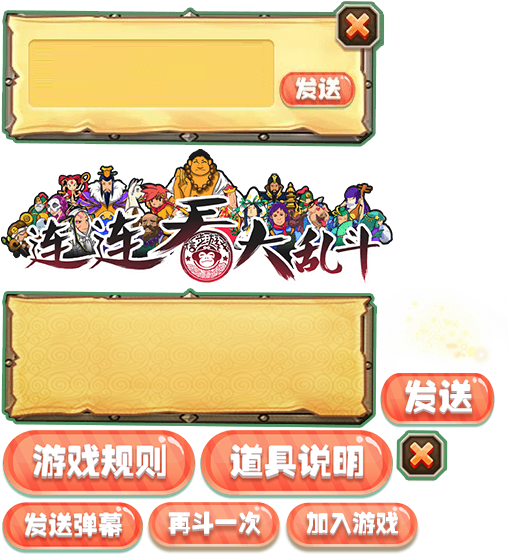 发送
连连吞大乱斗
发送
游戏规则
道具说明
发送弹幕
再斗一次
加入游戏